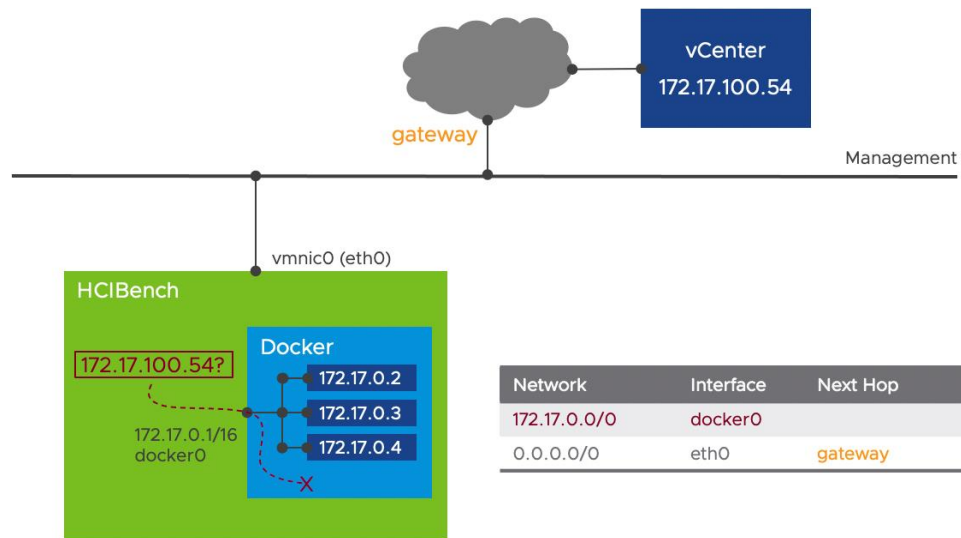 vCenter
172.17.100.54
gateway
Management
vmnic0 (eth0)
HCIBench
Docker
172.17.100.54?
172.17.0.2
172.17.0.3
172.17.0.4
172.17.0.1/16
docker0
X
Network Interface Next Hop
172.17.0.0/0 docker0
0.0.0.0/0 eth0 gateway